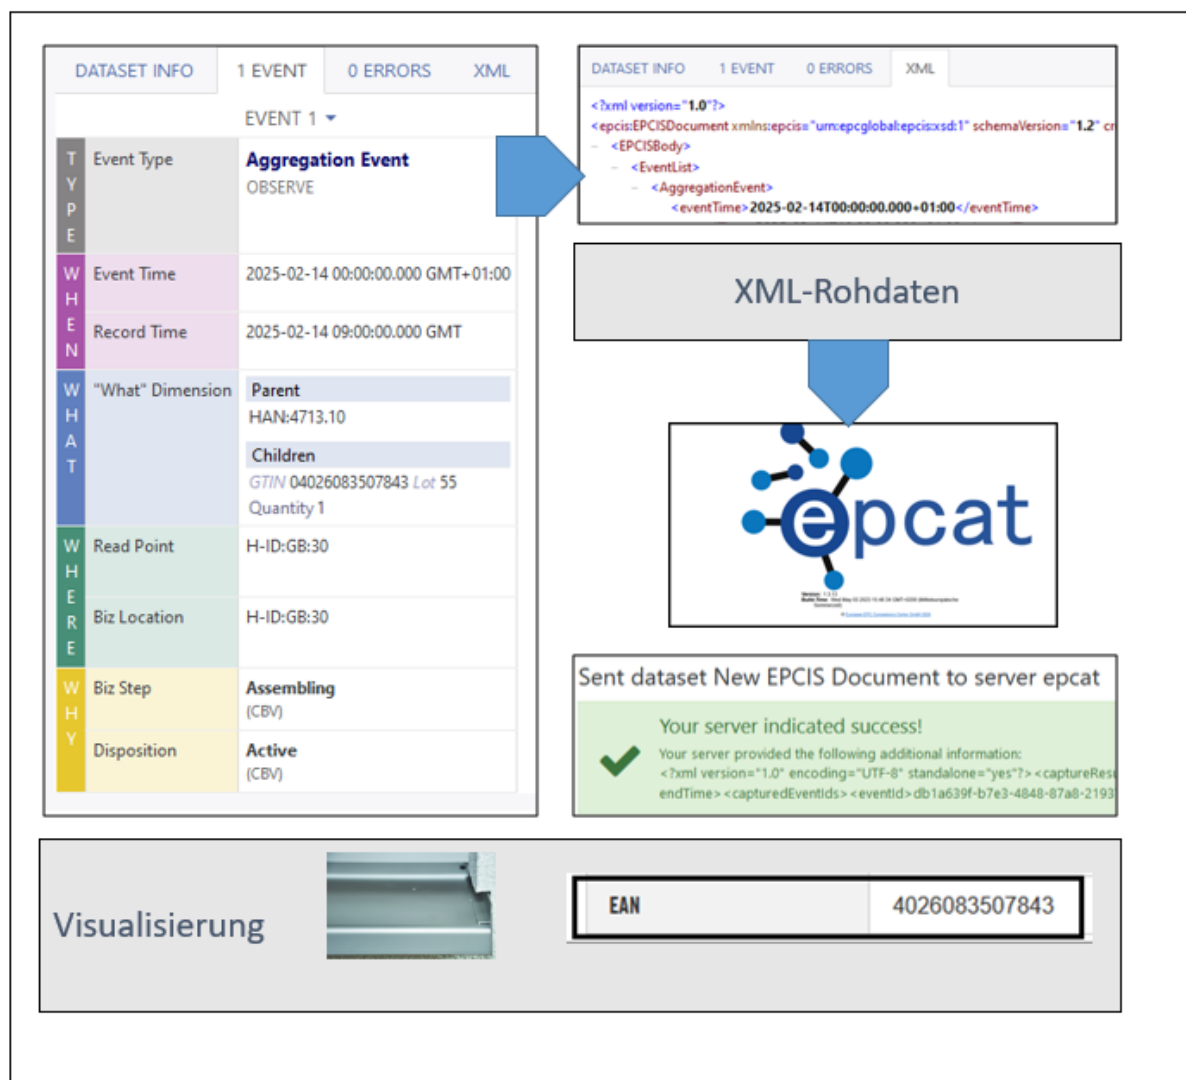 DATASET INFO 1 EVENT 0 ERRORS XML
EVENT 1
TYPE
Event Type
Aggregation Event
OBSERVE
WHEN
Event Time
2025-02-14 00:00:00.000 GMT+01:00
Record Time
2025-02-14 09:00:00.000 GMT
WHAT
"What" Dimension
Parent
HAN:4713.10
Children
GTIN 04026083507843 Lot 55
Quantity 1
WHERE
Read Point
H-ID:GB:30
Biz Location
H-ID:GB:30
WHY
Biz Step
Assembling
(CBV)
Disposition
Active
(CBV)
DATASET INFO 1 EVENT 0 ERRORS XML
<?xml version="1.0"?>
<epcis:EPCISDocument xmlns:epcis="urn:epcglobal:epcis:xsd:1" schemaVersion="1.2" cr
– <EPCISBody>
– <EventList>
– <AggregationEvent>
<eventTime>2025-02-14T00:00:00.000+01:00</eventTime>
XML-Rohdaten
epcat
Version: 1.3.13
Sent dataset New EPCIS Document to server epcat
Your server indicated success!
Your server provided the following additional information:
<?xml version="1.0" encoding="UTF-8" standalone="yes"?><captureResu
endTime><capturedEventIds><eventId>db1a639f-b7e3-4848-87a8-2193
Visualisierung
EAN 4026083507843